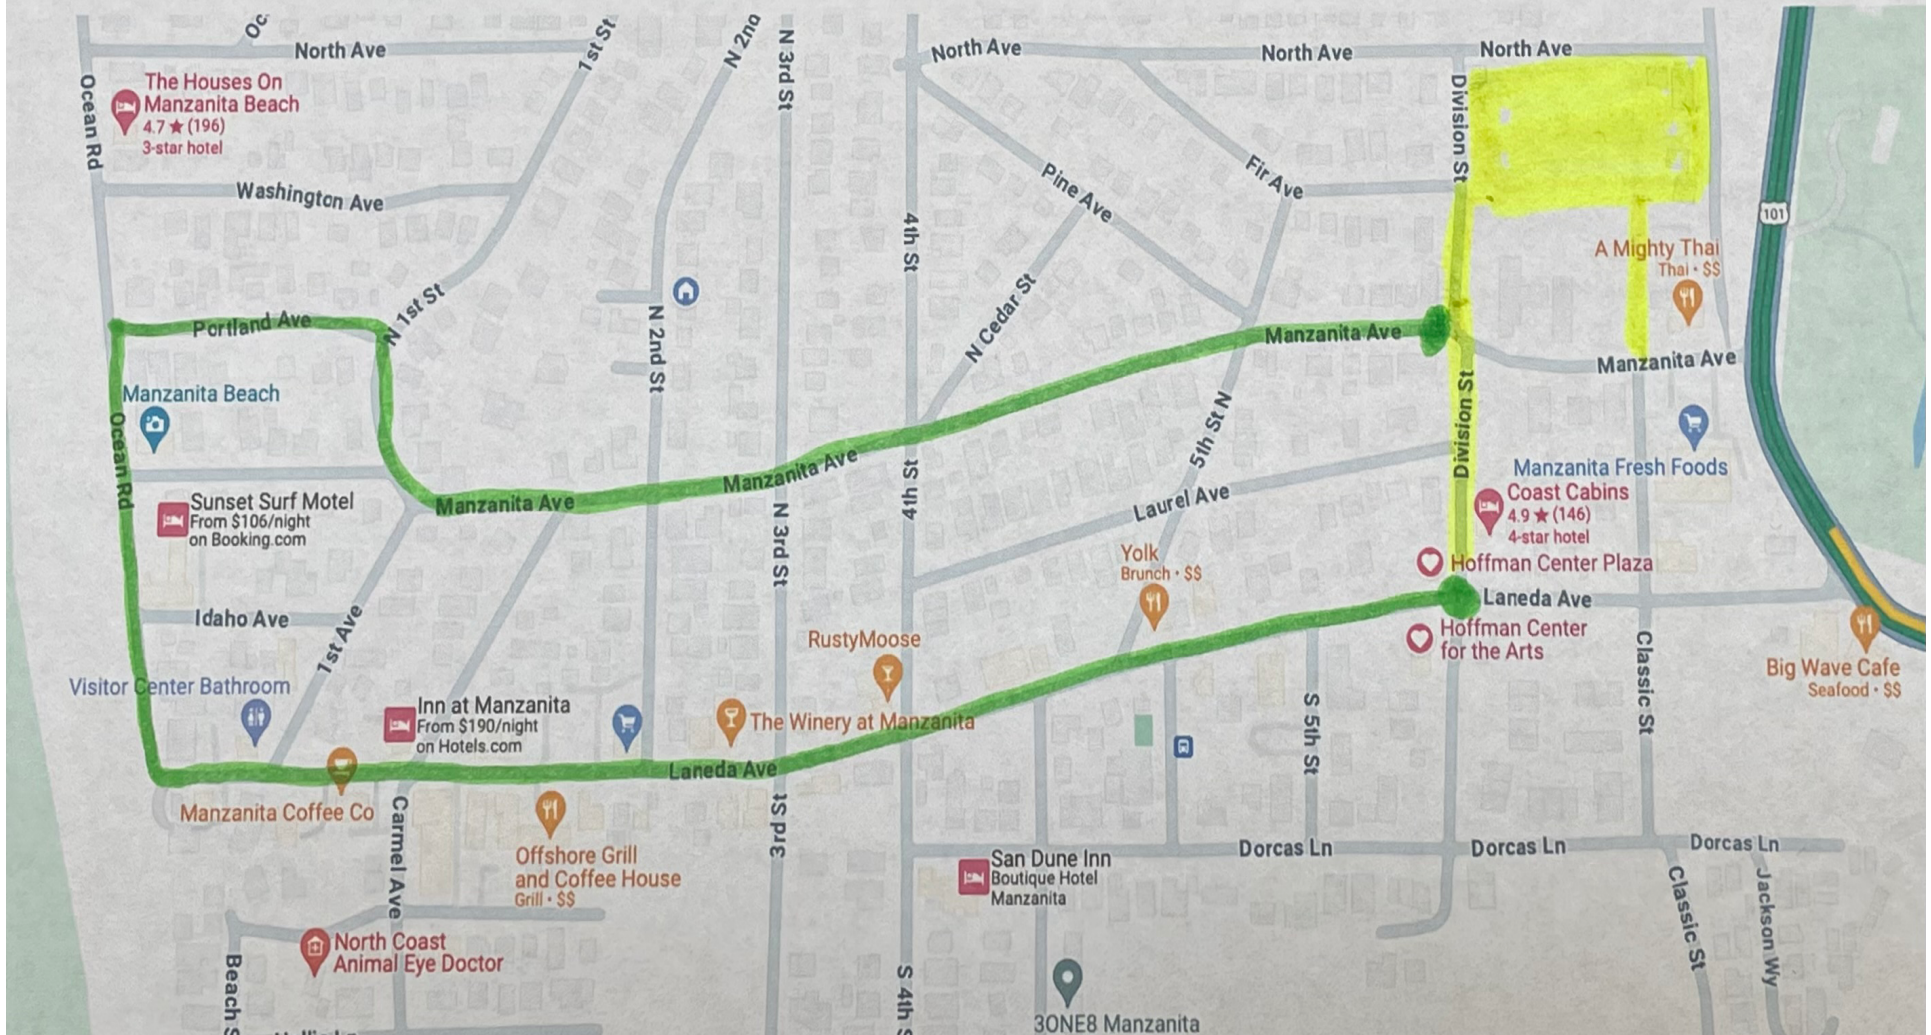 Oc.
North Ave
1st St
N 2nd
N 3rd St
North Ave
North Ave
North Ave
Ocean Rd
The Houses On
Manzanita Beach
4.7 ★ (196)
3-star hotel
Division St
Washington Ave
Pine Ave
Fir Ave
101
4th St
A Mighty Thai
Thai · $$
N 1st St
Portland Ave
N 2nd St
N Cedar St
Manzanita Ave
Manzanita Ave
Manzanita Beach
Ocean Rd
5th St N
Division St
Manzanita Fresh Foods
Sunset Surf Motel
From $106/night
on Booking.com
Manzanita Ave
Manzanita Ave
4th St
Laurel Ave
Coast Cabins
4.9 ★ (146)
4-star hotel
N 3rd St
Yolk
Brunch · $$
Hoffman Center Plaza
Laneda Ave
Idaho Ave
1st Ave
RustyMoose
Hoffman Center
for the Arts
Classic St
Big Wave Cafe
Seafood · $$
Visitor Center Bathroom
Inn at Manzanita
From $190/night
on Hotels.com
The Winery at Manzanita
S 5th St
Laneda Ave
Manzanita Coffee Co
Carmel Ave
3rd St
Offshore Grill
and Coffee House
Grill · $$
San Dune Inn
Boutique Hotel
Manzanita
Dorcas Ln
Dorcas Ln
Dorcas Ln
Classic St
Jackson Wy
North Coast
Animal Eye Doctor
Beach S
S 4th S
3ONE8 Manzanita